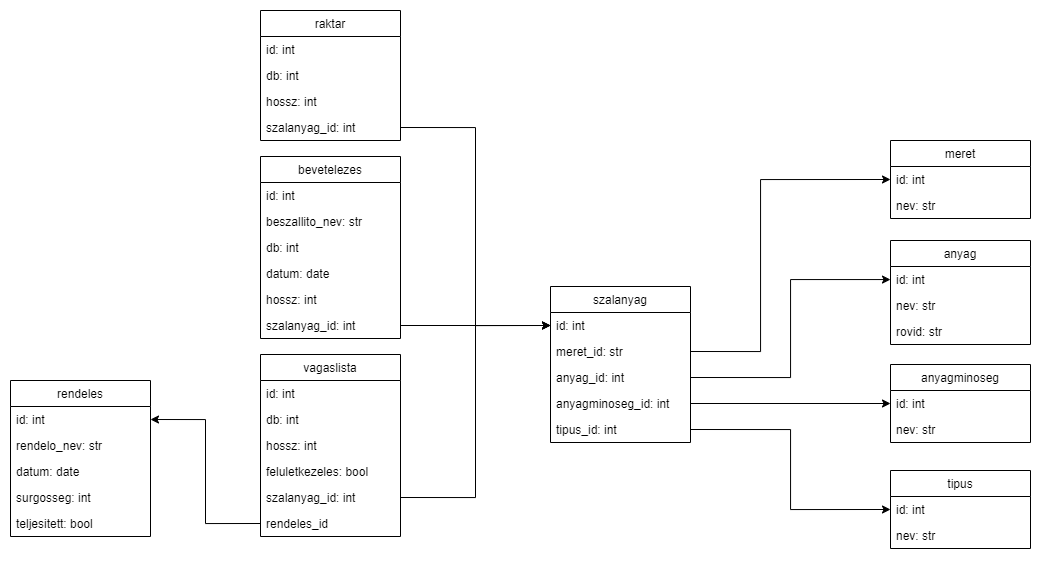 raktar
id: int
db: int
hossz: int
szalanyag_id: int
bevetelezes
id: int
beszallito_nev: str
db: int
datum: date
hossz: int
szalanyag_id: int
vagaslista
id: int
db: int
hossz: int
feluletkezeles: bool
szalanyag_id: int
rendeles_id
rendeles
id: int
rendelo_nev: str
datum: date
surgosseg: int
teljesitett: bool
szalanyag
id: int
meret_id: str
anyag_id: int
anyagminoseg_id: int
tipus_id: int
meret
id: int
nev: str
anyag
id: int
nev: str
rovid: str
anyagminoseg
id: int
nev: str
tipus
id: int
nev: str